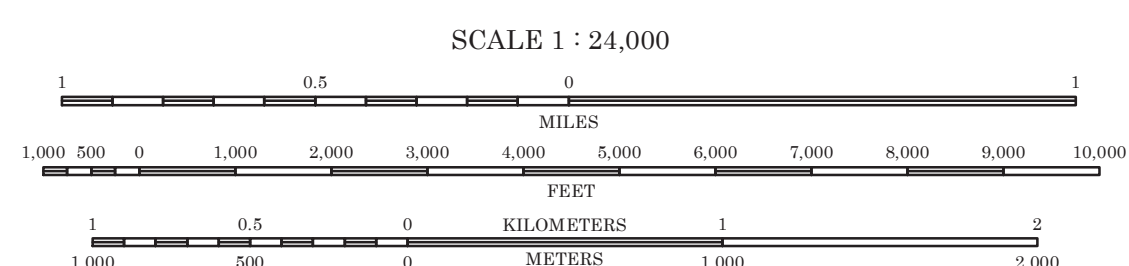 SCALE 1 : 24,000
1 0.5 0 1
MILES
1,000 500 0 1,000 2,000 3,000 4,000 5,000 6,000 7,000 8,000 9,000 10,000
FEET
1 0.5 0 KILOMETERS 1 2
1,000 500 0 METERS 1,000 2,000